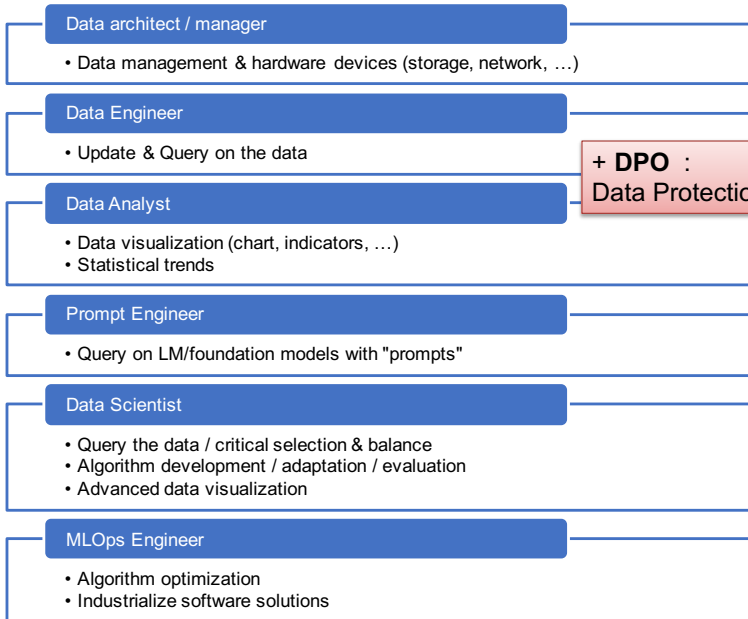 Data architect / manager
• Data management & hardware devices (storage, network, …)
Data Engineer
• Update & Query on the data
+ DPO :
Data Protectio
Data Analyst
• Data visualization (chart, indicators, …)
• Statistical trends
Prompt Engineer
• Query on LM/foundation models with "prompts"
Data Scientist
• Query the data / critical selection & balance
• Algorithm development / adaptation / evaluation
• Advanced data visualization
MLOps Engineer
• Algorithm optimization
• Industrialize software solutions